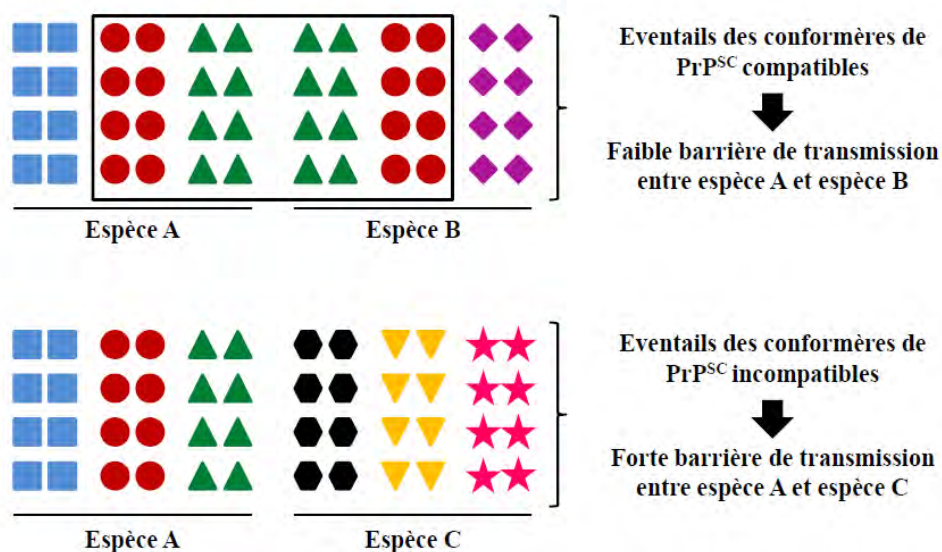 Eventails des conformères de
PrP^SC compatibles
Faible barrière de transmission
entre espèce A et espèce B
Espèce A
Espèce B
Eventails des conformères de
PrP^SC incompatibles
Forte barrière de transmission
entre espèce A et espèce C
Espèce A
Espèce C